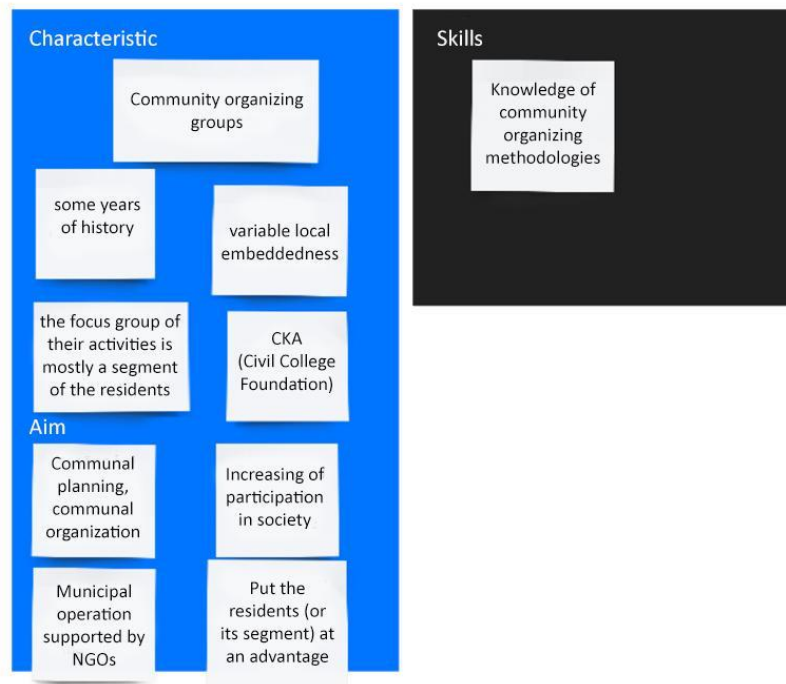 Characteristic
Community organizing
groups
some years
of history
variable local
embeddedness
the focus group of
their activities is
mostly a segment
of the residents
CKA
(Civil College
Foundation)
Aim
Communal
planning,
communal
organization
Increasing of
participation
in society
Municipal
operation
supported by
NGOs
Put the
residents (or
its segment) at
an advantage
Skills
Knowledge of
community
organizing
methodologies